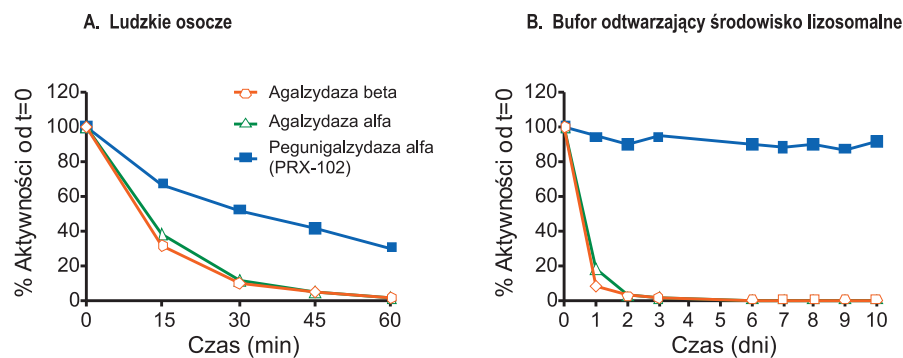 A. Ludzkie osocze
% Aktywności od t=0
120
100
80
60
40
20
0
0 15 30 45 60
Czas (min)
Agalzydaza beta
Agalzydaza alfa
Pegunigalzydaza alfa
(PRX-102)
B. Bufor odtwarzający środowisko lizosomalne
% Aktywności od t=0
120
100
80
60
40
20
0
0 1 2 3 4 5 6 7 8 9 10
Czas (dni)